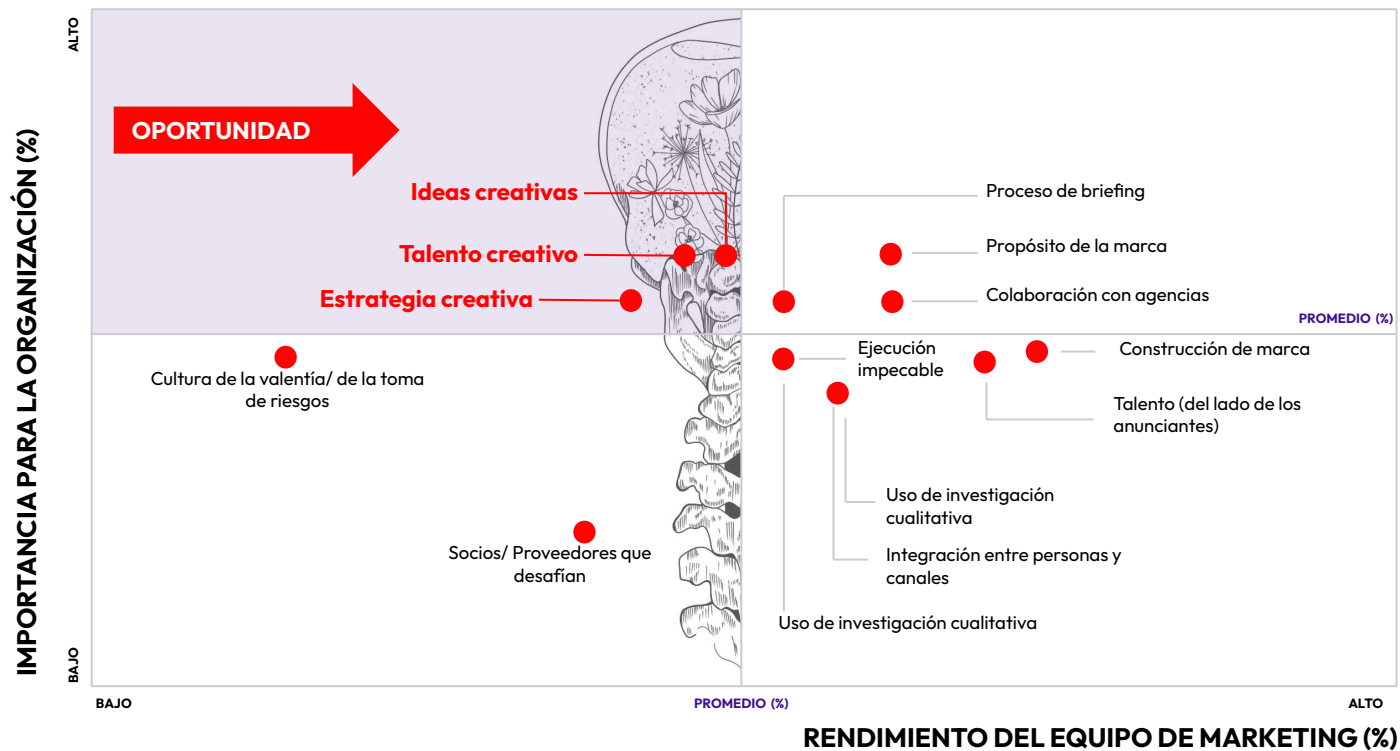 ALTO
IMPORTANCIA PARA LA ORGANIZACIÓN (%)
BAJO
OPORTUNIDAD
Ideas creativas
Talento creativo
Estrategia creativa
Proceso de briefing
Propósito de la marca
Colaboración con agencias
PROMEDIO (%)
Cultura de la valentía/ de la toma
de riesgos
Socios/ Proveedores que
desafían
Ejecución
impecable
Construcción de marca
Talento (del lado de los
anunciantes)
Uso de investigación
cualitativa
Integración entre personas y
canales
Uso de investigación cualitativa
BAJO
PROMEDIO (%)
ALTO
RENDIMIENTO DEL EQUIPO DE MARKETING (%)